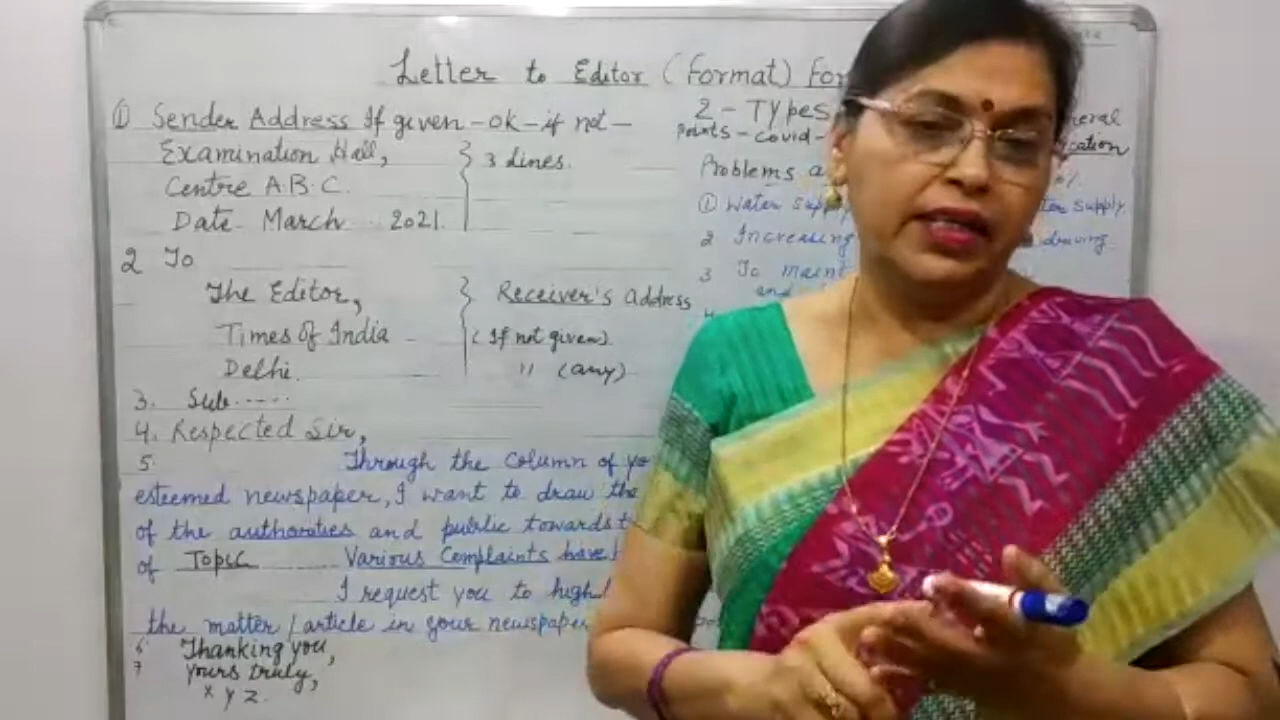 Letter to Editor (Format) For
① Sender Address If given - ok - if not -
Examination Hall,
Centre A.B.C.
Date - March ... 2021.
3 lines.
2 To
The Editor,
Times of India
Delhi.
Receiver's address
(If not given)
" (any)
3. Sub.....
4. Respected Sir,
5. Through the column of yo
esteemed newspaper, I want to draw the
of the authorities and public towards t
of Topic Various Complaints have
I request you to highl
the matter/article in your newspaper
6 Thanking you,
7 yours truly,
x y z.
2 - Types
neral
points - covid -
cation
Problems a
① Water supply
ter supply.
2 Increasing
drawing
3 To maint
and
4